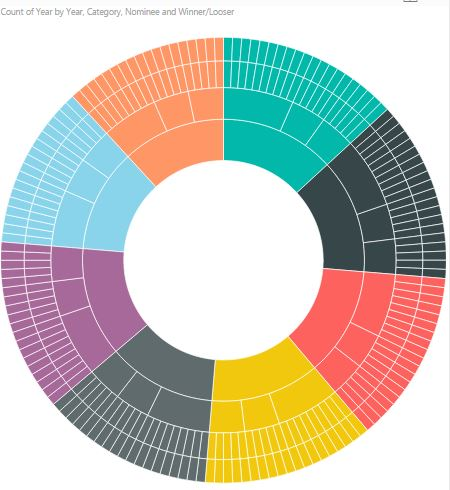 Count of Year by Year, Category, Nominee and Winner/Looser